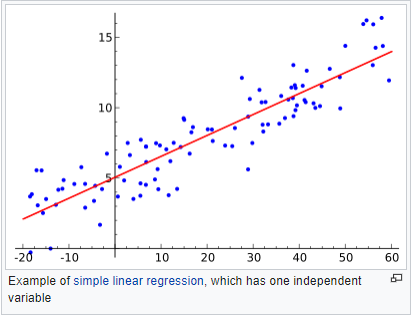 15
10
5
-20 -10 0 10 20 30 40 50 60
Example of simple linear regression, which has one independent
variable